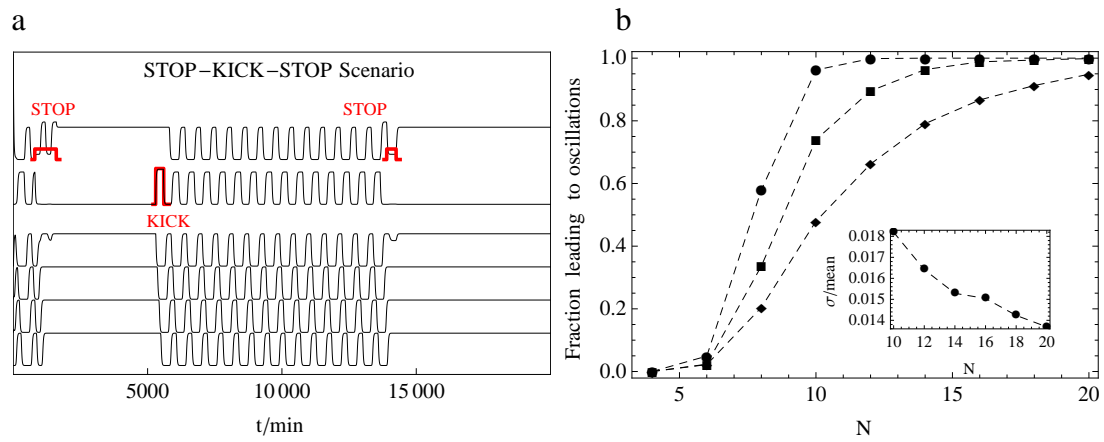 a
STOP−KICK−STOP Scenario
STOP
STOP
KICK
5000
10 000
15 000
t/min
b
Fraction leading to oscillations
1.0
0.8
0.6
0.4
0.2
0.0
5
10
15
20
N
σ/mean
0.018
0.017
0.016
0.015
0.014
10
12
14
16
18
20
N